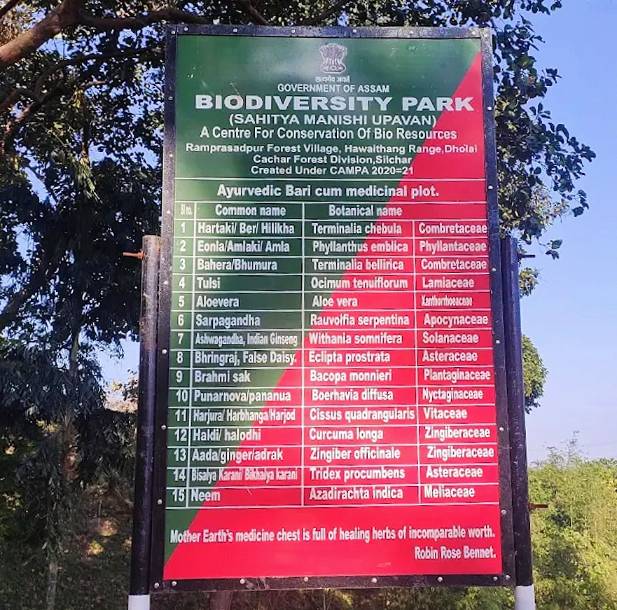 सत्यमेव जयते
GOVERNMENT OF ASSAM
BIODIVERSITY PARK
(SAHITYA MANISHI UPAVAN)
A Centre For Conservation Of Bio Resources
Ramprasadpur Forest Village, Hawaithang Range,Dholai
Cachar Forest Division,Silchar
Created Under CAMPA 2020=21
Ayurvedic Bari cum medicinal plot.
Sl no. Common name Botanical name
1 Hartaki/ Ber/ Hilikha Terminalia chebula Combretaceae
2 Eonla/Amlaki/ Amla Phyllanthus emblica Phyllantaceae
3 Bahera/Bhumura Terminalia bellirica Combretaceae
4 Tulsi Ocimum tenuiflorum Lamiaceae
5 Aloevera Aloe vera Xanthorrhoeaceae
6 Sarpagandha Rauvolfia serpentina Apocynaceae
7 Ashwagandha, Indian Ginseng Withania somnifera Solanaceae
8 Bhringraj, False Daisy. Eclipta prostrata Asteraceae
9 Brahmi sak Bacopa monnieri Plantaginaceae
10 Punarnova/pananua Boerhavia diffusa Nyctaginaceae
11 Harjura/ Harbhanga/Harjod Cissus quadrangularis Vitaceae
12 Haldi/ halodhi Curcuma longa Zingiberaceae
13 Aada/ginger/adrak Zingiber officinale Zingiberaceae
14 Bisalya Karani/ Bikhalya karani Tridex procumbens Asteraceae
15 Neem Azadirachta indica Meliaceae
Mother Earth's medicine chest is full of healing herbs of incomparable worth.
Robin Rose Bennet.